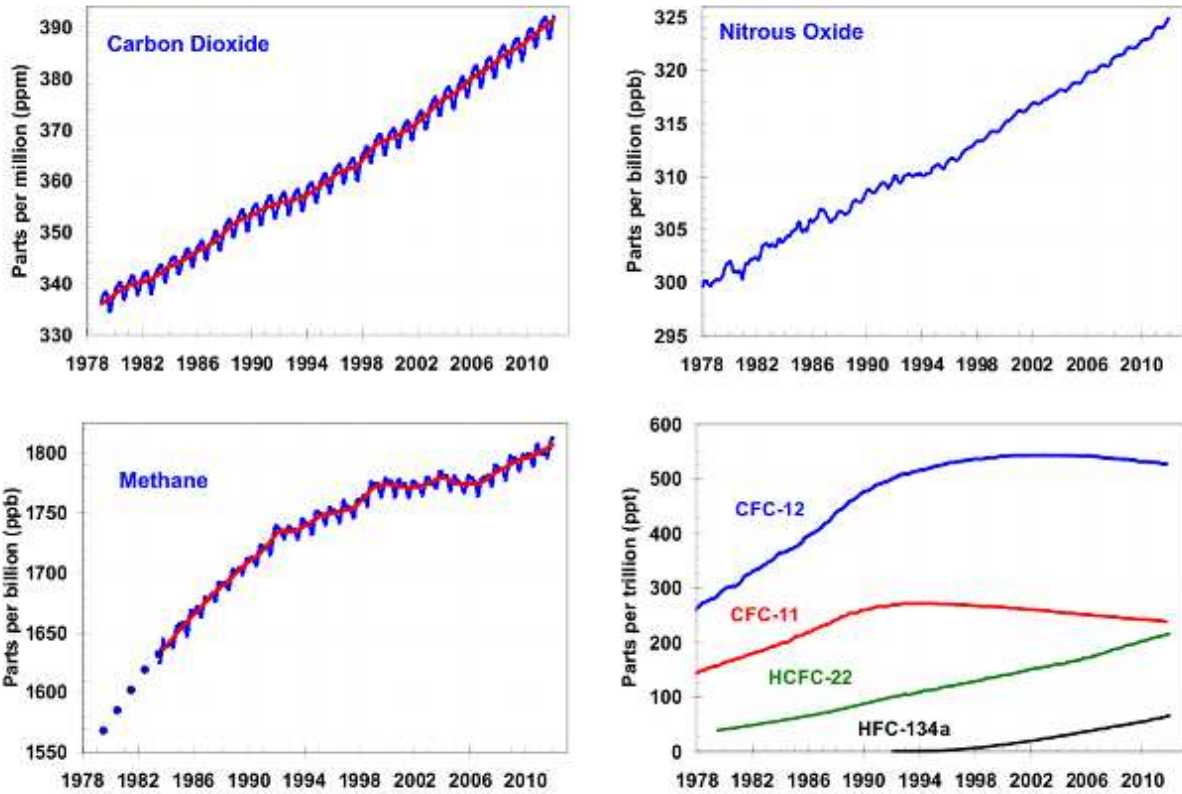 Carbon Dioxide
Parts per million (ppm)
390
380
370
360
350
340
330
1978 1982 1986 1990 1994 1998 2002 2006 2010
Nitrous Oxide
Parts per billion (ppb)
325
320
315
310
305
300
295
1978 1982 1986 1990 1994 1998 2002 2006 2010
Methane
Parts per billion (ppb)
1800
1750
1700
1650
1600
1550
1978 1982 1986 1990 1994 1998 2002 2006 2010
Parts per trillion (ppt)
600
500
400
300
200
100
0
CFC-12
CFC-11
HCFC-22
HFC-134a
1978 1982 1986 1990 1994 1998 2002 2006 2010